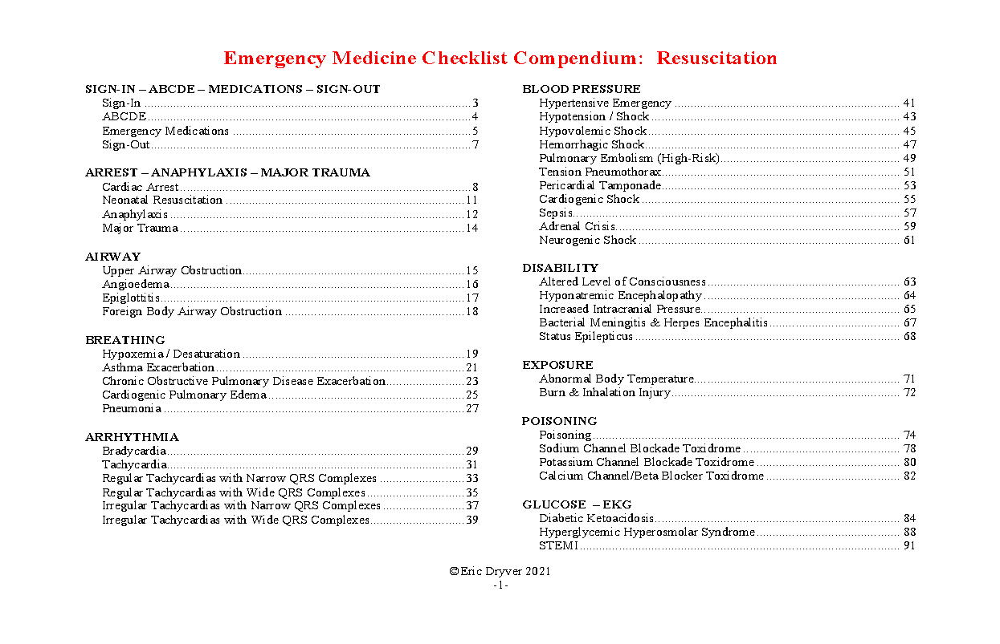 Emergency Medicine Checklist Compendium: Resuscitation
SIGN-IN – ABCDE – MEDICATIONS – SIGN-OUT
Sign-In 3
ABCDE 4
Emergency Medications 5
Sign-Out 7
ARREST – ANAPHYLAXIS – MAJOR TRAUMA
Cardiac Arrest 8
Neonatal Resuscitation 11
Anaphylaxis 12
Major Trauma 14
AIRWAY
Upper Airway Obstruction 15
Angioedema 16
Epiglottitis 17
Foreign Body Airway Obstruction 18
BREATHING
Hypoxemia / Desaturation 19
Asthma Exacerbation 21
Chronic Obstructive Pulmonary Disease Exacerbation 23
Cardiogenic Pulmonary Edema 25
Pneumonia 27
ARRHYTHMIA
Bradycardia 29
Tachycardia 31
Regular Tachycardias with Narrow QRS Complexes 33
Regular Tachycardias with Wide QRS Complexes 35
Irregular Tachycardias with Narrow QRS Complexes 37
Irregular Tachycardias with Wide QRS Complexes 39
BLOOD PRESSURE
Hypertensive Emergency 41
Hypotension / Shock 43
Hypovolemic Shock 45
Hemorrhagic Shock 47
Pulmonary Embolism (High-Risk) 49
Tension Pneumothorax 51
Pericardial Tamponade 53
Cardiogenic Shock 55
Sepsis 57
Adrenal Crisis 59
Neurogenic Shock 61
DISABILITY
Altered Level of Consciousness 63
Hyponatremic Encephalopathy 64
Increased Intracranial Pressure 65
Bacterial Meningitis & Herpes Encephalitis 67
Status Epilepticus 68
EXPOSURE
Abnormal Body Temperature 71
Burn & Inhalation Injury 72
POISONING
Poisoning 74
Sodium Channel Blockade Toxidrome 78
Potassium Channel Blockade Toxidrome 80
Calcium Channel/Beta Blocker Toxidrome 82
GLUCOSE – EKG
Diabetic Ketoacidosis 84
Hyperglycemic Hyperosmolar Syndrome 88
STEMI 91
©Eric Dryver 2021
-1-